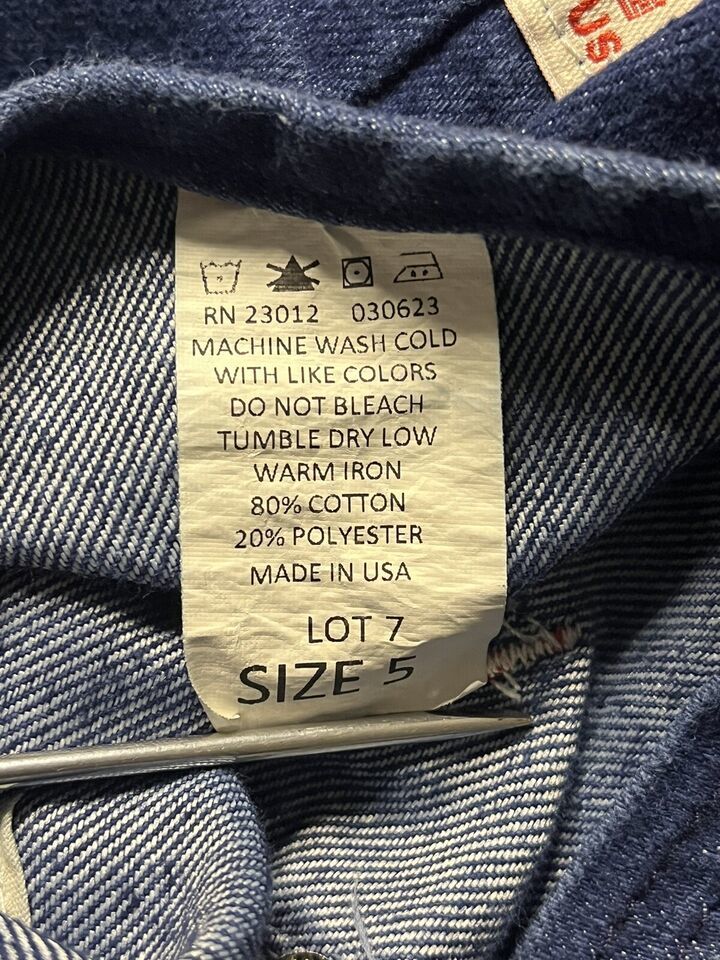 US
RN 23012 030623
MACHINE WASH COLD
WITH LIKE COLORS
DO NOT BLEACH
TUMBLE DRY LOW
WARM IRON
80% COTTON
20% POLYESTER
MADE IN USA
LOT 7
SIZE 5